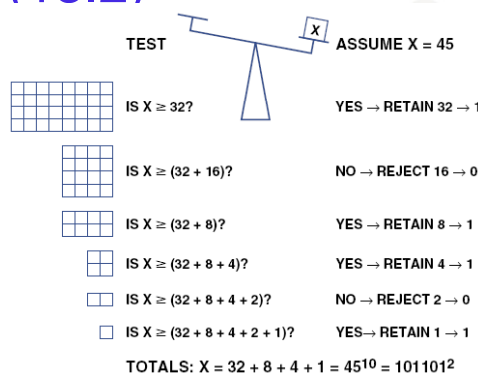 TEST
X
ASSUME X = 45
IS X ≥ 32?
YES → RETAIN 32 → 1
IS X ≥ (32 + 16)?
NO → REJECT 16 → 0
IS X ≥ (32 + 8)?
YES → RETAIN 8 → 1
IS X ≥ (32 + 8 + 4)?
YES → RETAIN 4 → 1
IS X ≥ (32 + 8 + 4 + 2)?
NO → REJECT 2 → 0
IS X ≥ (32 + 8 + 4 + 2 + 1)?
YES→ RETAIN 1 → 1
TOTALS: X = 32 + 8 + 4 + 1 = 45¹⁰ = 101101²